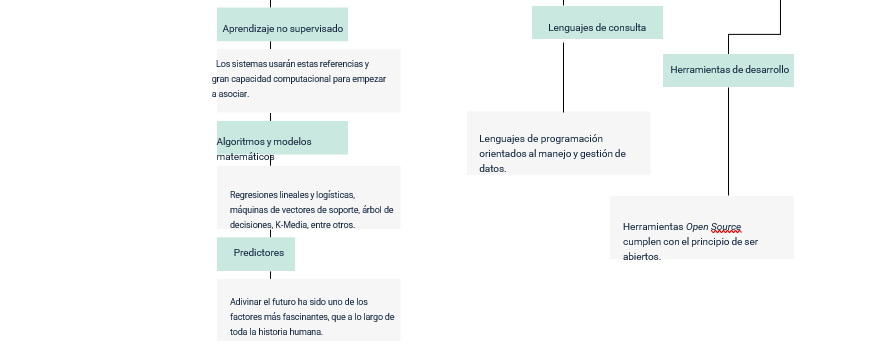 Aprendizaje no supervisado
Los sistemas usarán estas referencias y
gran capacidad computacional para empezar
a asociar.
Algoritmos y modelos
matemáticos
Regresiones lineales y logísticas,
máquinas de vectores de soporte, árbol de
decisiones, K-Media, entre otros.
Predictores
Adivinar el futuro ha sido uno de los
factores más fascinantes, que a lo largo de
toda la historia humana.
Lenguajes de consulta
Lenguajes de programación
orientados al manejo y gestión de
datos.
Herramientas de desarrollo
Herramientas Open Source
cumplen con el principio de ser
abiertos.